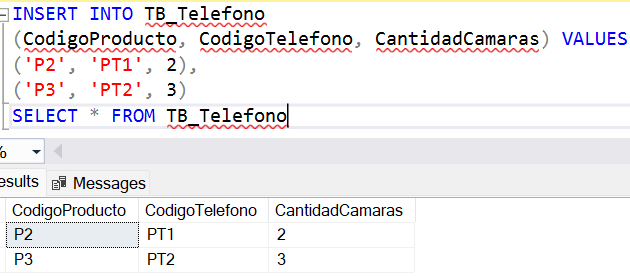 INSERT INTO TB_Telefono
(CodigoProducto, CodigoTelefono, CantidadCamaras) VALUES
('P2', 'PT1', 2),
('P3', 'PT2', 3)
SELECT * FROM TB_Telefono
%
esults Messages
CodigoProducto CodigoTelefono CantidadCamaras
P2 PT1 2
P3 PT2 3